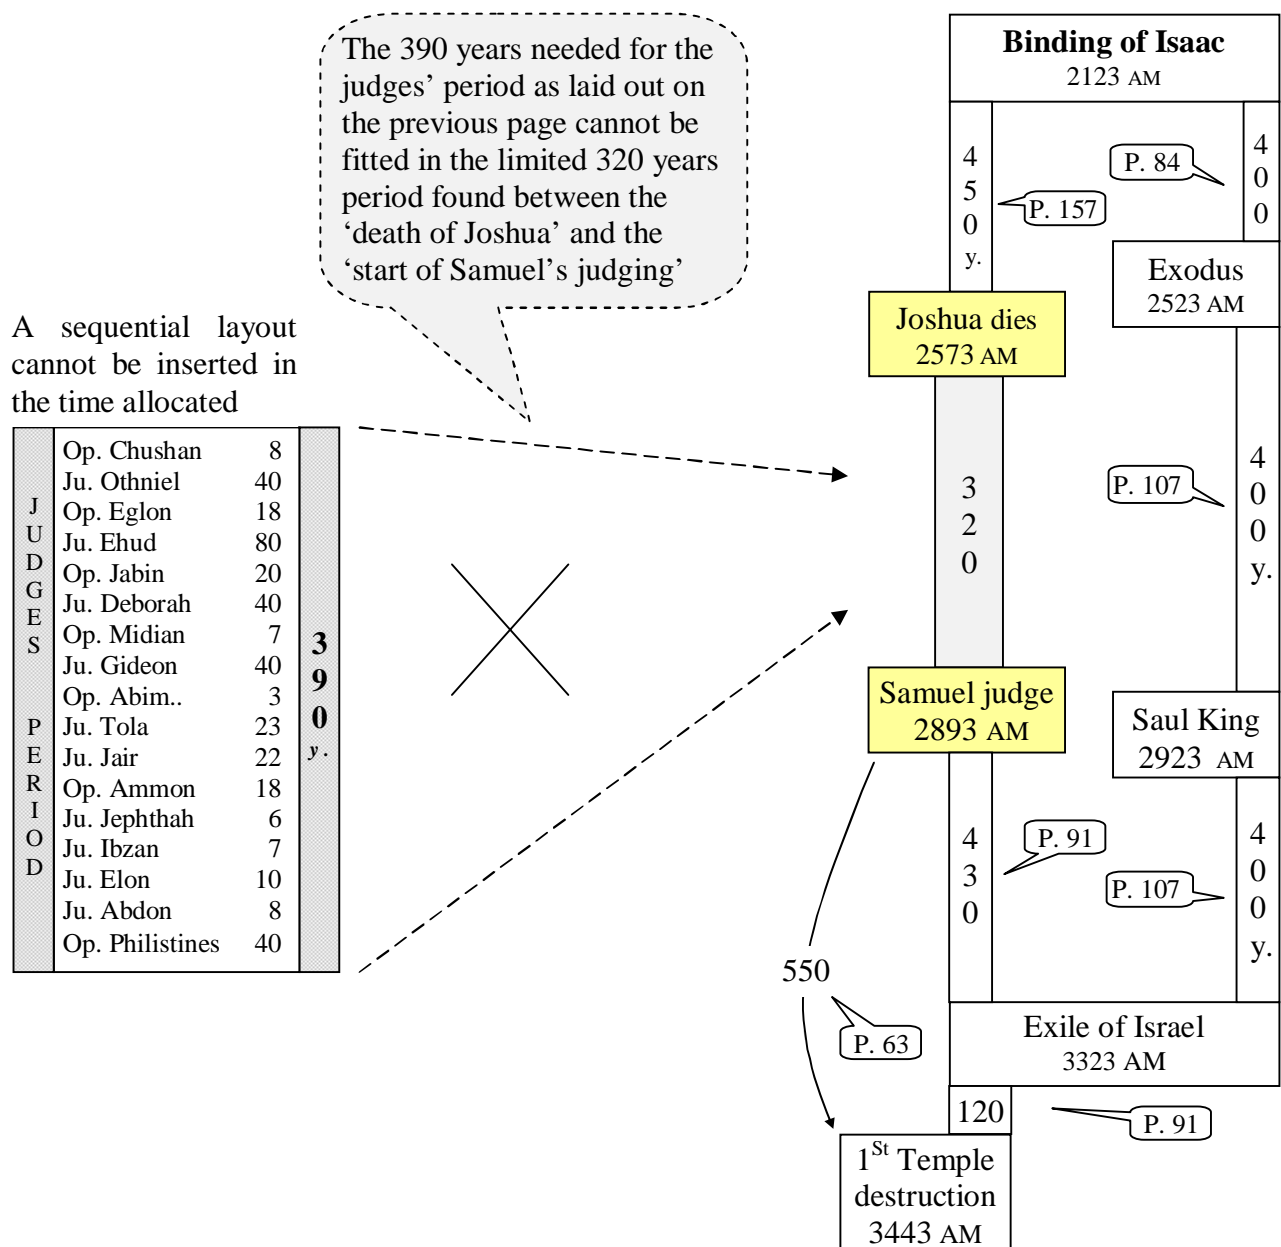 The 390 years needed for the
judges’ period as laid out on
the previous page cannot be
fitted in the limited 320 years
period found between the
‘death of Joshua’ and the
‘start of Samuel’s judging’
A sequential layout
cannot be inserted in
the time allocated
JUDGES PERIOD
Op. Chushan 8
Ju. Othniel 40
Op. Eglon 18
Ju. Ehud 80
Op. Jabin 20
Ju. Deborah 40
Op. Midian 7
Ju. Gideon 40
Op. Abim.. 3
Ju. Tola 23
Ju. Jair 22
Op. Ammon 18
Ju. Jephthah 6
Ju. Ibzan 7
Ju. Elon 10
Ju. Abdon 8
Op. Philistines 40
390 y.
Binding of Isaac
2123 AM
450 y.
P. 157
P. 84
400
Exodus
2523 AM
Joshua dies
2573 AM
320
P. 107
400 y.
Samuel judge
2893 AM
Saul King
2923 AM
430
P. 91
P. 107
400 y.
550
P. 63
Exile of Israel
3323 AM
120
P. 91
1St Temple
destruction
3443 AM